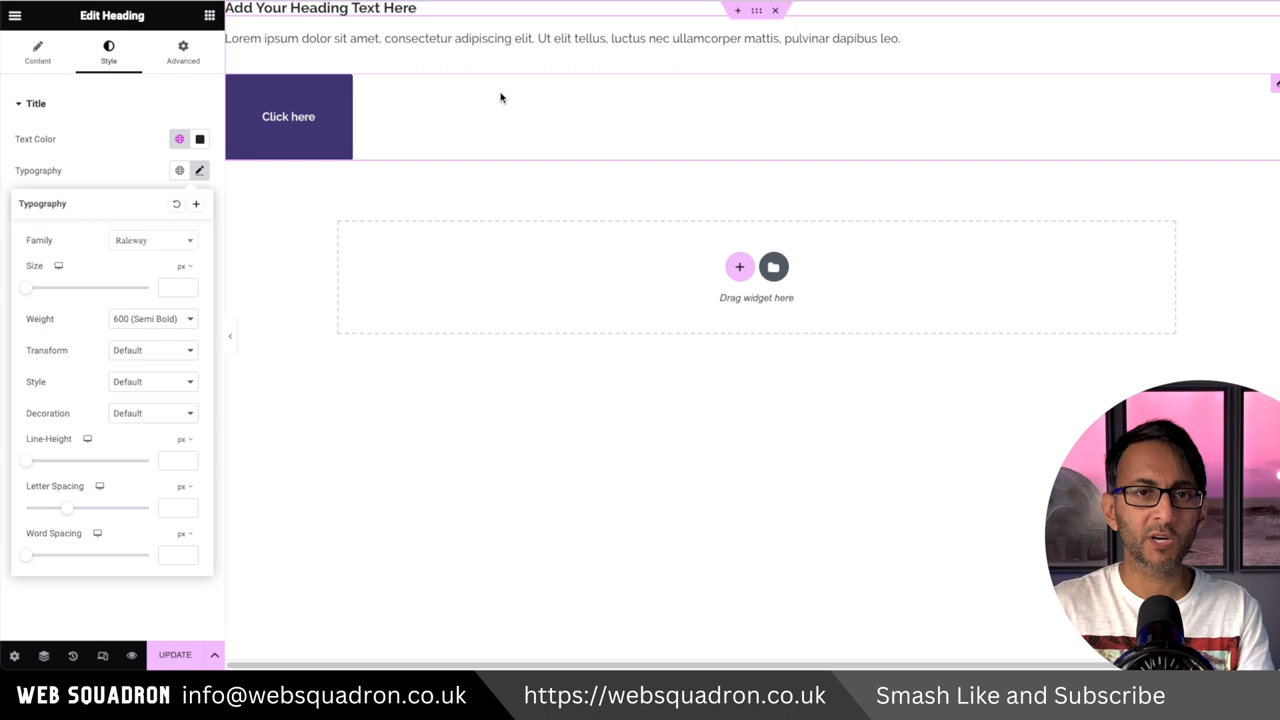 Edit Heading
Content
Style
Advanced
Title
Text Color
Typography
Typography
Family
Raleway
Size
px
Weight
600 (Semi Bold)
Transform
Default
Style
Default
Decoration
Default
Line-Height
px
Letter Spacing
px
Word Spacing
px
UPDATE
Add Your Heading Text Here
Lorem ipsum dolor sit amet, consectetur adipiscing elit. Ut elit tellus, luctus nec ullamcorper mattis, pulvinar dapibus leo.
Click here
Drag widget here
WEB SQUADRON info@websquadron.co.uk
https://websquadron.co.uk
Smash Like and Subscribe